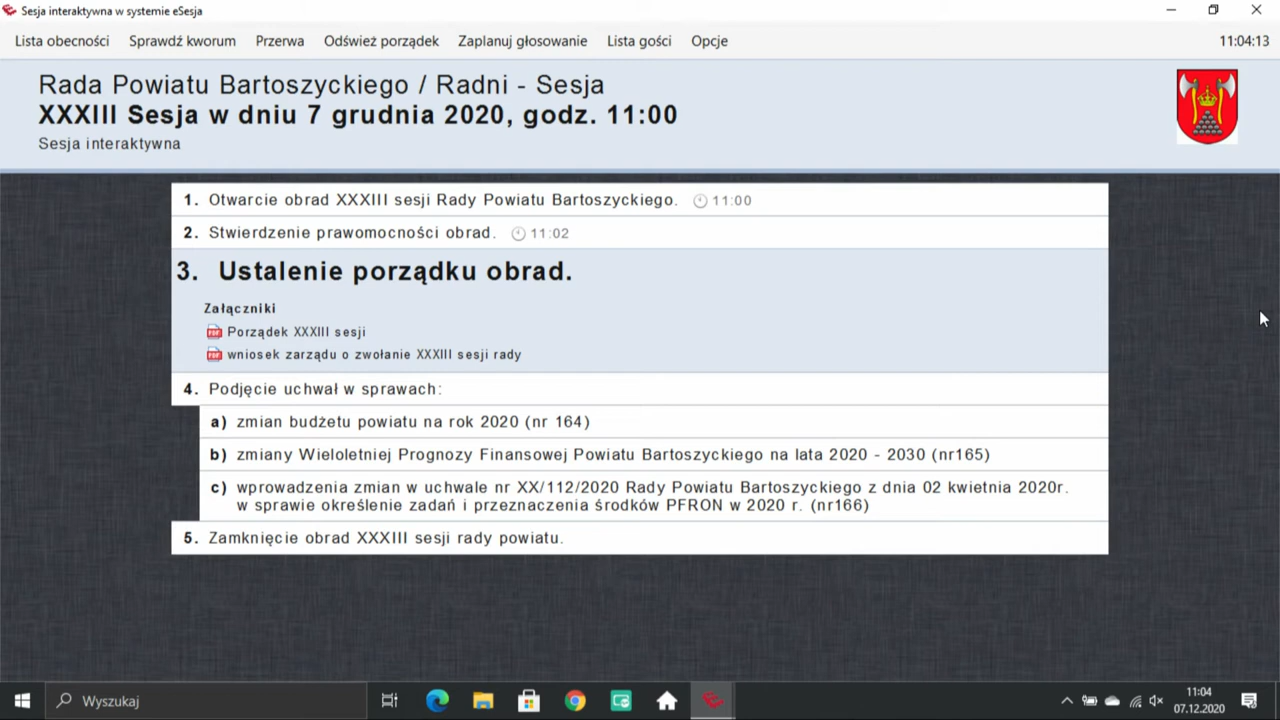 Sesja interaktywna w systemie eSesja
Lista obecności Sprawdź kworum Przerwa Odśwież porządek Zaplanuj głosowanie Lista gości Opcje 11:04:13
Rada Powiatu Bartoszyckiego / Radni - Sesja
XXXIII Sesja w dniu 7 grudnia 2020, godz. 11:00
Sesja interaktywna
1. Otwarcie obrad XXXIII sesji Rady Powiatu Bartoszyckiego. 11:00
2. Stwierdzenie prawomocności obrad. 11:02
3. Ustalenie porządku obrad.
Załączniki
PDF Porządek XXXIII sesji
PDF wniosek zarządu o zwołanie XXXIII sesji rady
4. Podjęcie uchwał w sprawach:
a) zmian budżetu powiatu na rok 2020 (nr 164)
b) zmiany Wieloletniej Prognozy Finansowej Powiatu Bartoszyckiego na lata 2020 - 2030 (nr165)
c) wprowadzenia zmian w uchwale nr XX/112/2020 Rady Powiatu Bartoszyckiego z dnia 02 kwietnia 2020r.
w sprawie określenie zadań i przeznaczenia środków PFRON w 2020 r. (nr166)
5. Zamknięcie obrad XXXIII sesji rady powiatu.
Wyszukaj
11:04
07.12.2020